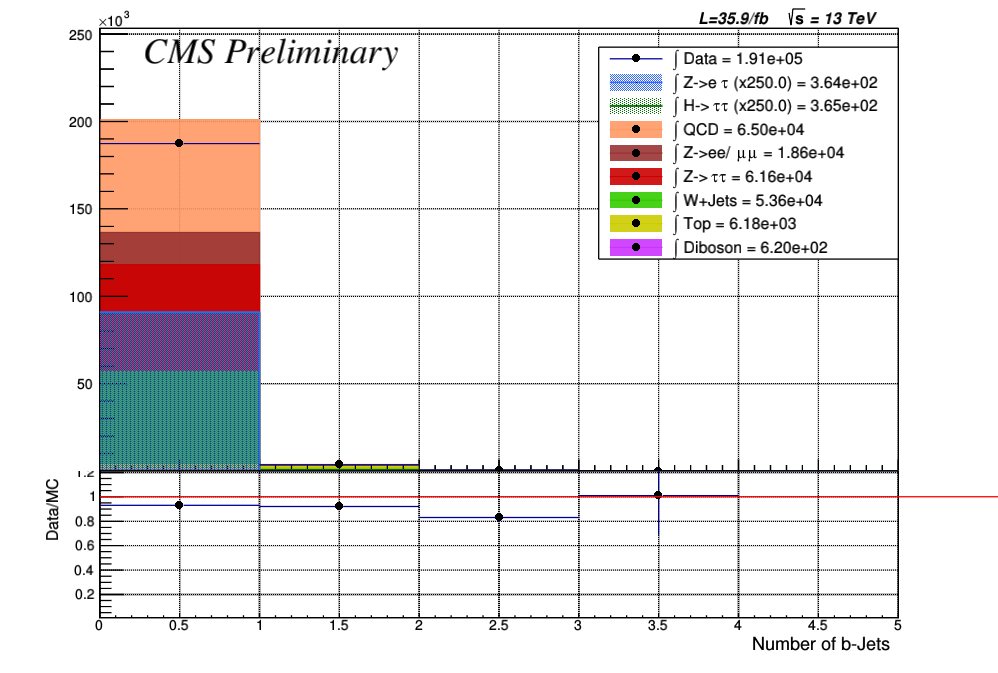 ×10³
L=35.9/fb √s = 13 TeV
CMS Preliminary
250
200
150
100
50
∫ Data = 1.91e+05
∫ Z->e τ (x250.0) = 3.64e+02
∫ H-> ττ (x250.0) = 3.65e+02
∫ QCD = 6.50e+04
∫ Z->ee/ μμ = 1.86e+04
∫ Z-> ττ = 6.16e+04
∫ W+Jets = 5.36e+04
∫ Top = 6.18e+03
∫ Diboson = 6.20e+02
Data/MC
1.2
1
0.8
0.6
0.4
0.2
0 0.5 1 1.5 2 2.5 3 3.5 4 4.5 5
Number of b-Jets